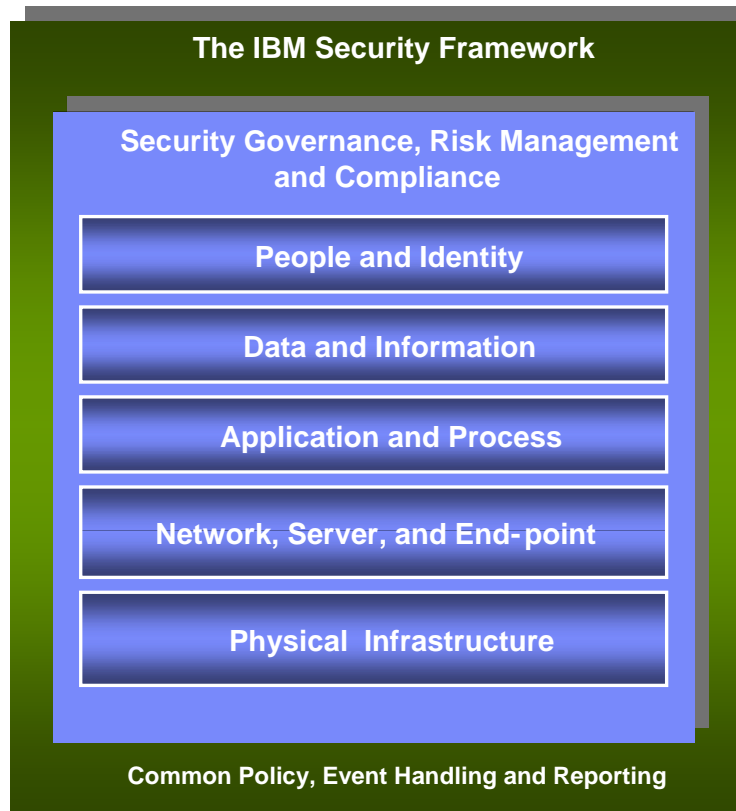 The IBM Security Framework
Security Governance, Risk Management
and Compliance
People and Identity
Data and Information
Application and Process
Network, Server, and End-point
Physical Infrastructure
Common Policy, Event Handling and Reporting